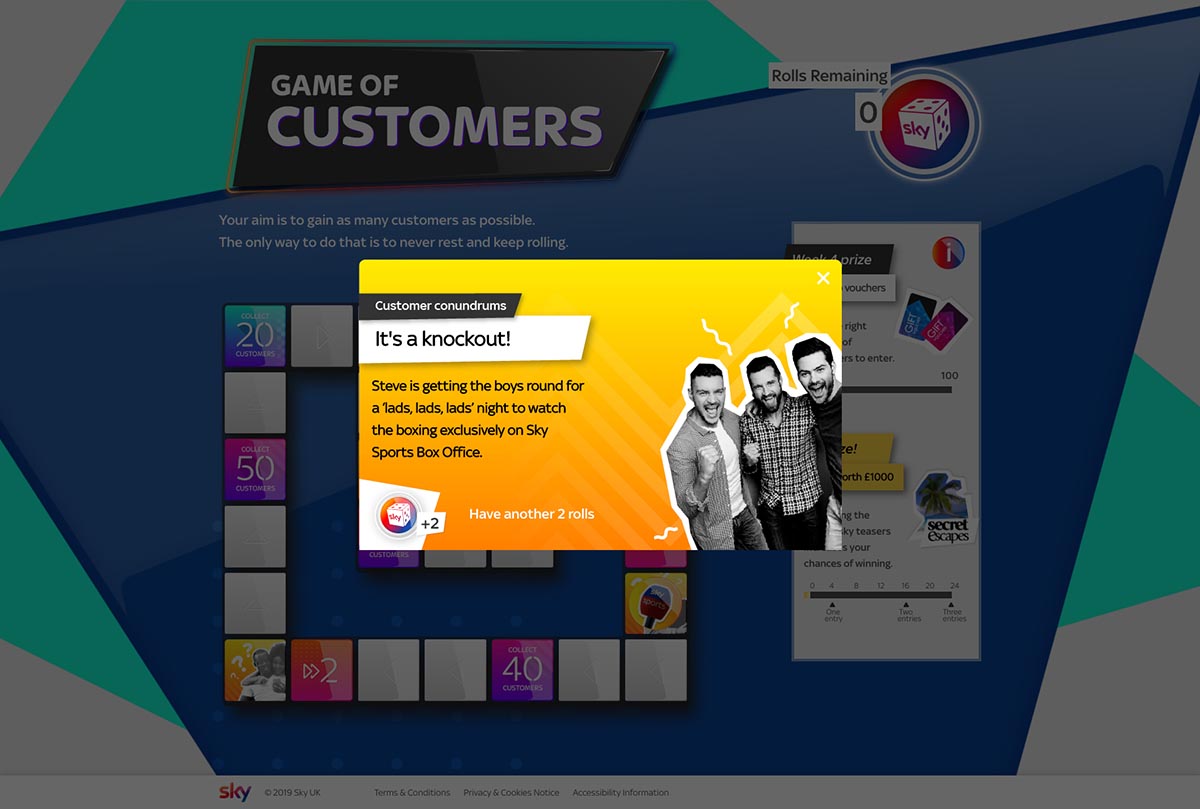 GAME OF
CUSTOMERS
Rolls Remaining
0
sky
Your aim is to gain as many customers as possible.
The only way to do that is to never rest and keep rolling.
Week 4 prize
vouchers
right
of
to enter.
100
GIFT
GIFT
i
COLLECT
20
CUSTOMERS
COLLECT
50
CUSTOMERS
Customer conundrums
It's a knockout!
Steve is getting the boys round for
a ‘lads, lads, lads’ night to watch
the boxing exclusively on Sky
Sports Box Office.
sky
+2
Have another 2 rolls
worth £1000
secret
escapes
the
sky teasers
your
chances of winning.
0 4 8 12 16 20 24
One
entry
Two
entries
Three
entries
CUSTOMERS
sky
sports
???
2
COLLECT
40
CUSTOMERS
sky
© 2019 Sky UK
Terms & Conditions
Privacy & Cookies Notice
Accessibility Information